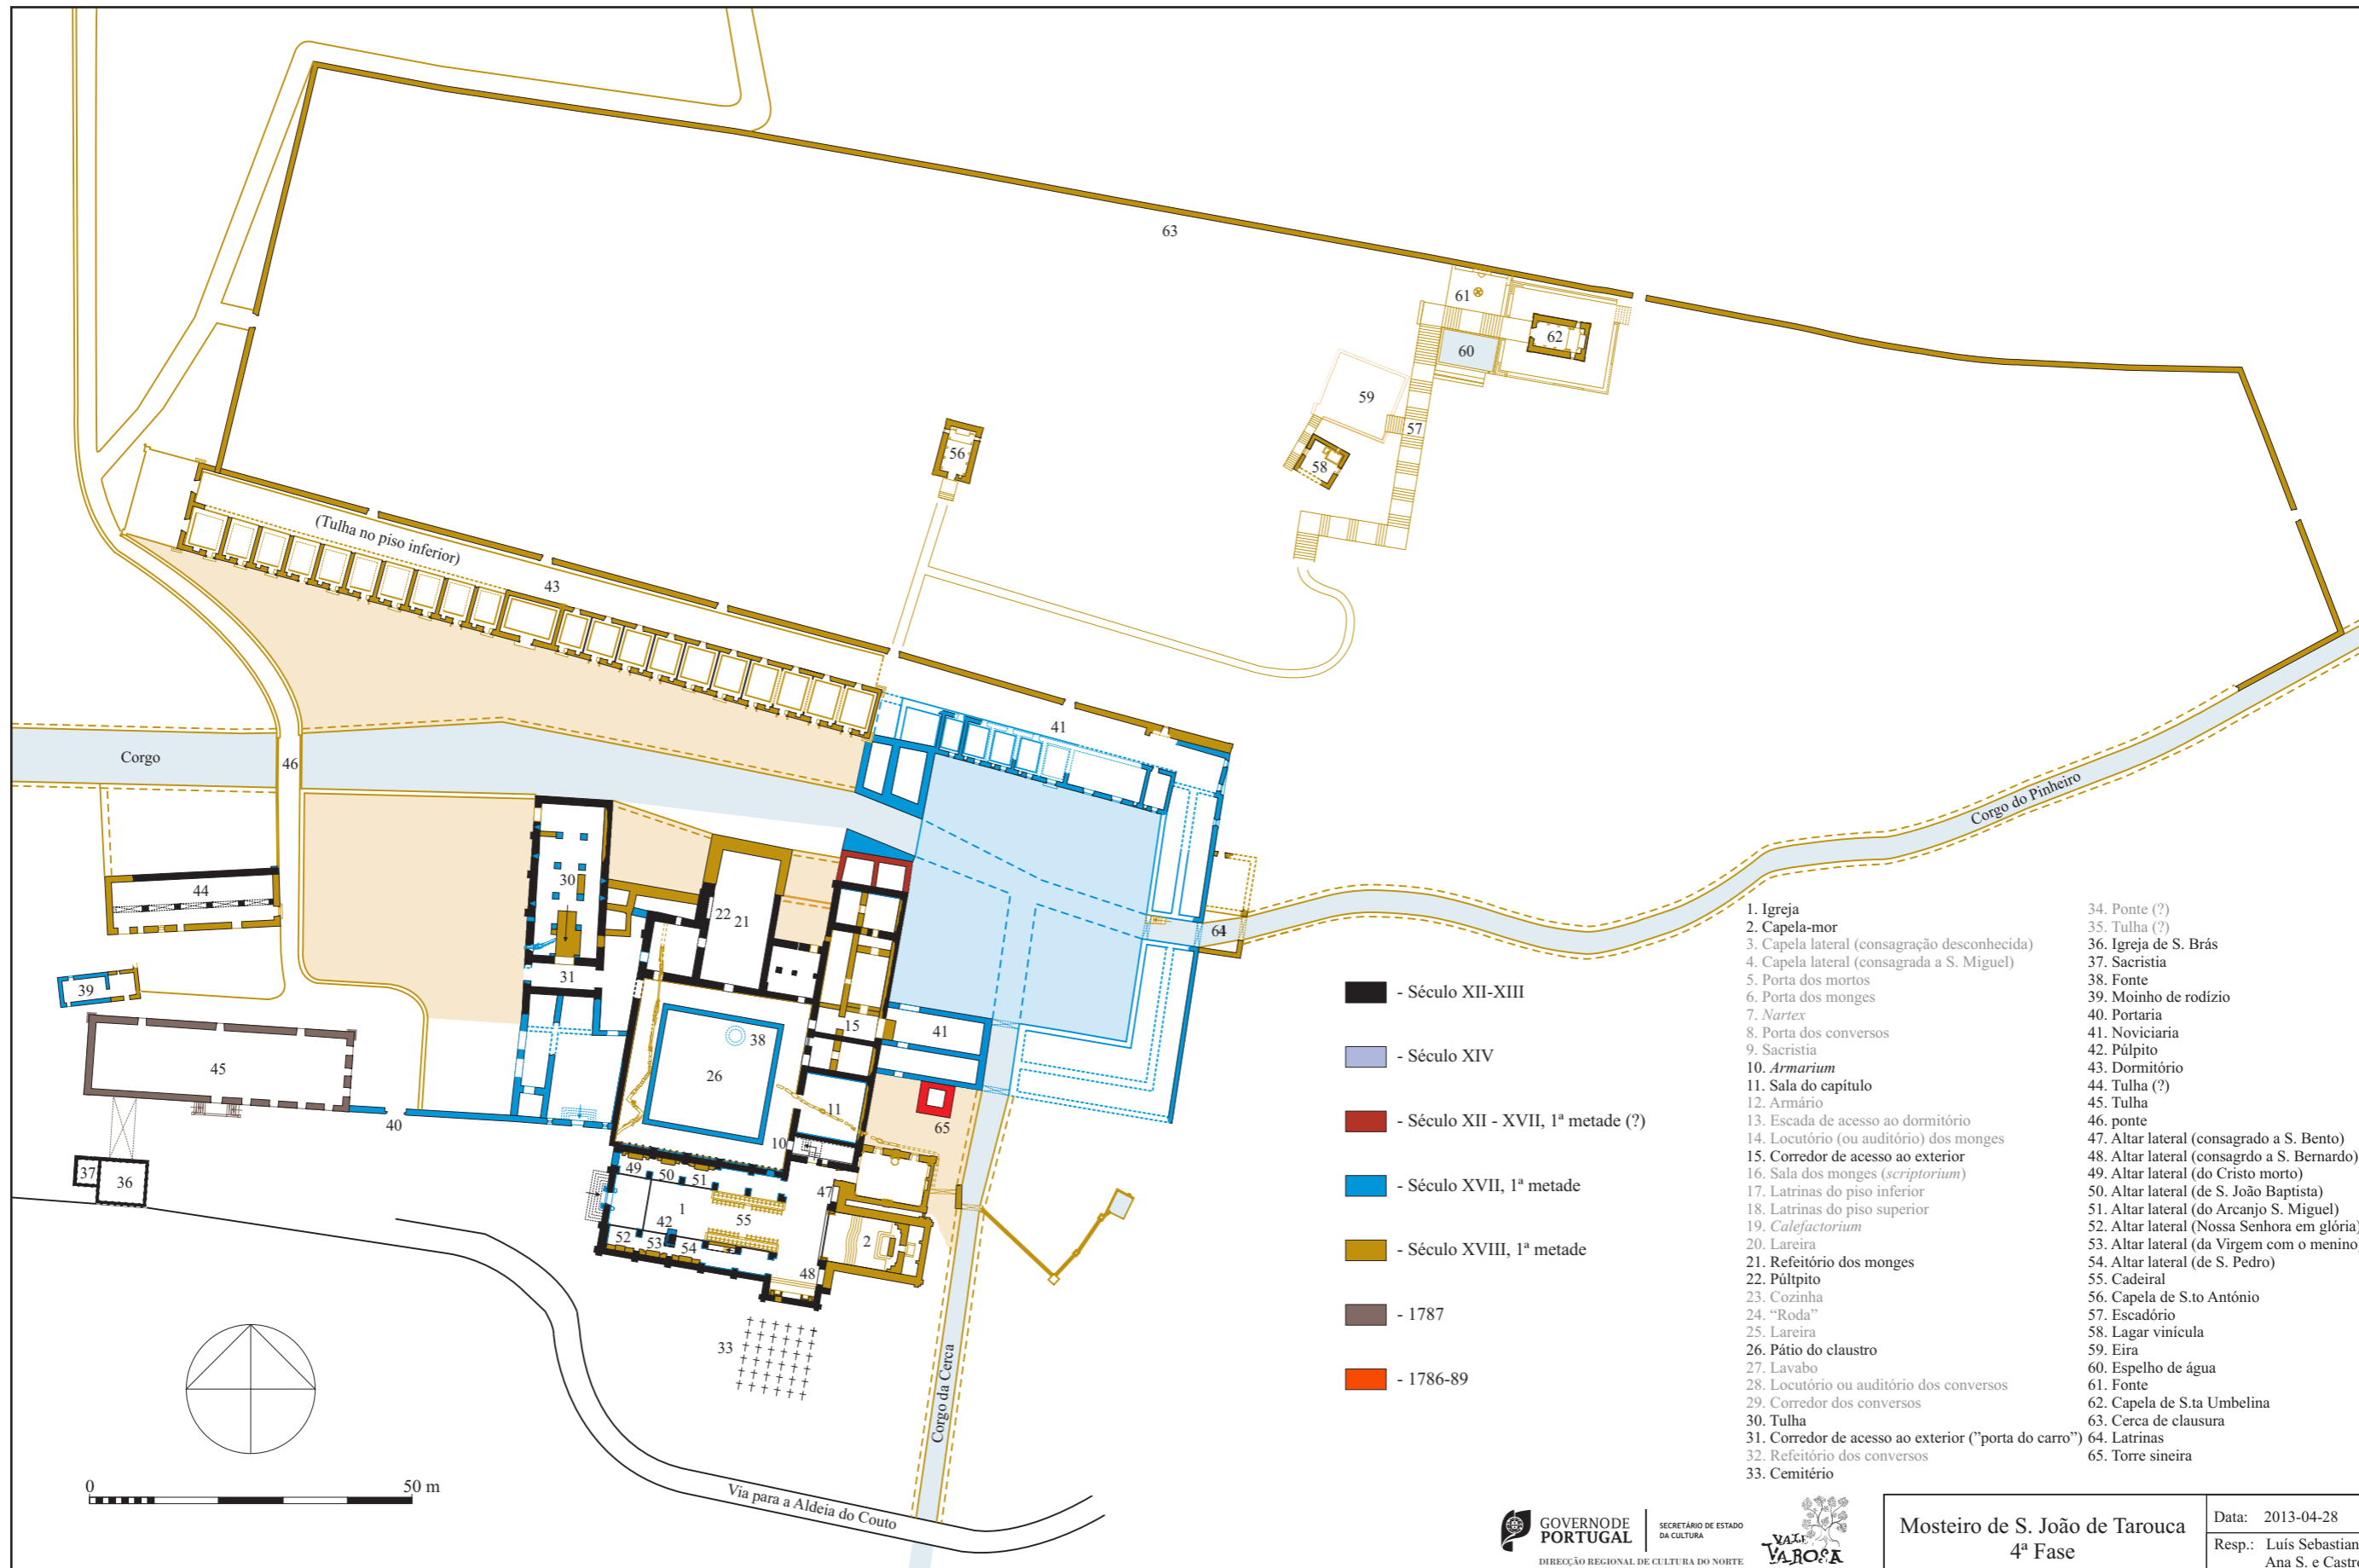 63
61
62
60
59
57
58
56
(Tulha no piso inferior)
43
41
Corgo
46
Corgo do Pinheiro
44
30
22
21
64
31
39
15
41
38
45
26
11
65
40
10
37
36
49
50
51
47
1
42
55
52
53
54
2
48
33
Corgo da Cerca
Via para a Aldeia do Couto
0
50 m
- Século XII-XIII
- Século XIV
- Século XII - XVII, 1ª metade (?)
- Século XVII, 1ª metade
- Século XVIII, 1ª metade
- 1787
- 1786-89
1. Igreja
2. Capela-mor
3. Capela lateral (consagração desconhecida)
4. Capela lateral (consagrada a S. Miguel)
5. Porta dos mortos
6. Porta dos monges
7. Nartex
8. Porta dos conversos
9. Sacristia
10. Armarium
11. Sala do capítulo
12. Armário
13. Escada de acesso ao dormitório
14. Locutório (ou auditório) dos monges
15. Corredor de acesso ao exterior
16. Sala dos monges (scriptorium)
17. Latrinas do piso inferior
18. Latrinas do piso superior
19. Calefactorium
20. Lareira
21. Refeitório dos monges
22. Púltpito
23. Cozinha
24. “Roda”
25. Lareira
26. Pátio do claustro
27. Lavabo
28. Locutório ou auditório dos conversos
29. Corredor dos conversos
30. Tulha
31. Corredor de acesso ao exterior (”porta do carro”)
32. Refeitório dos conversos
33. Cemitério
34. Ponte (?)
35. Tulha (?)
36. Igreja de S. Brás
37. Sacristia
38. Fonte
39. Moinho de rodízio
40. Portaria
41. Noviciaria
42. Púlpito
43. Dormitório
44. Tulha (?)
45. Tulha
46. ponte
47. Altar lateral (consagrado a S. Bento)
48. Altar lateral (consagrdo a S. Bernardo)
49. Altar lateral (do Cristo morto)
50. Altar lateral (de S. João Baptista)
51. Altar lateral (do Arcanjo S. Miguel)
52. Altar lateral (Nossa Senhora em glória)
53. Altar lateral (da Virgem com o menino
54. Altar lateral (de S. Pedro)
55. Cadeiral
56. Capela de S.to António
57. Escadório
58. Lagar vinícula
59. Eira
60. Espelho de água
61. Fonte
62. Capela de S.ta Umbelina
63. Cerca de clausura
64. Latrinas
65. Torre sineira
GOVERNO DE
PORTUGAL
SECRETÁRIO DE ESTADO
DA CULTURA
DIRECÇÃO REGIONAL DE CULTURA DO NORTE
VALE
VAROSA
Mosteiro de S. João de Tarouca
4ª Fase
Data: 2013-04-28
Resp.: Luís Sebastian
Ana S. e Castro